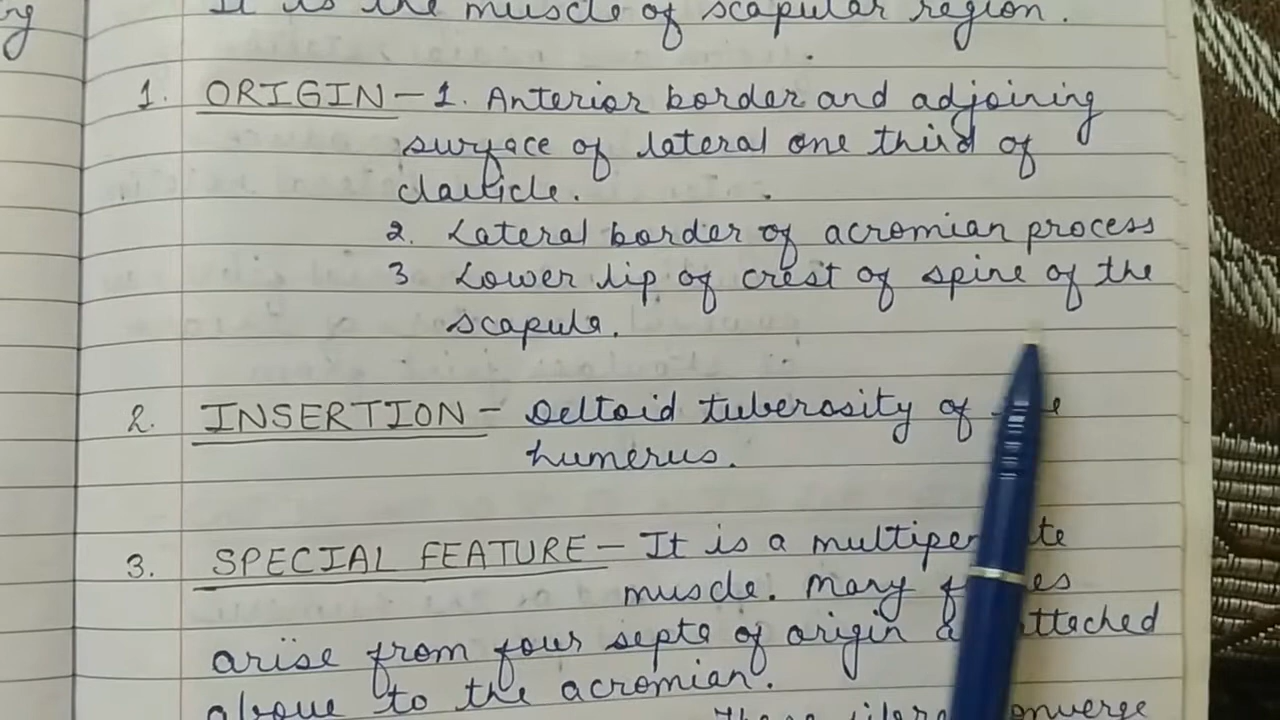 ng
It is the muscle of scapular region.
1. ORIGIN - 1. Anterior border and adjoining
surface of lateral one third of
clavicle.
2. Lateral border of acromian process
3 Lower lip of crest of spine of the
scapula.
2. INSERTION - Deltoid tuberosity of
humerus.
3. SPECIAL FEATURE - It is a
muscle. Many
arise from four septa of origin attached
above to the acromian.
converge